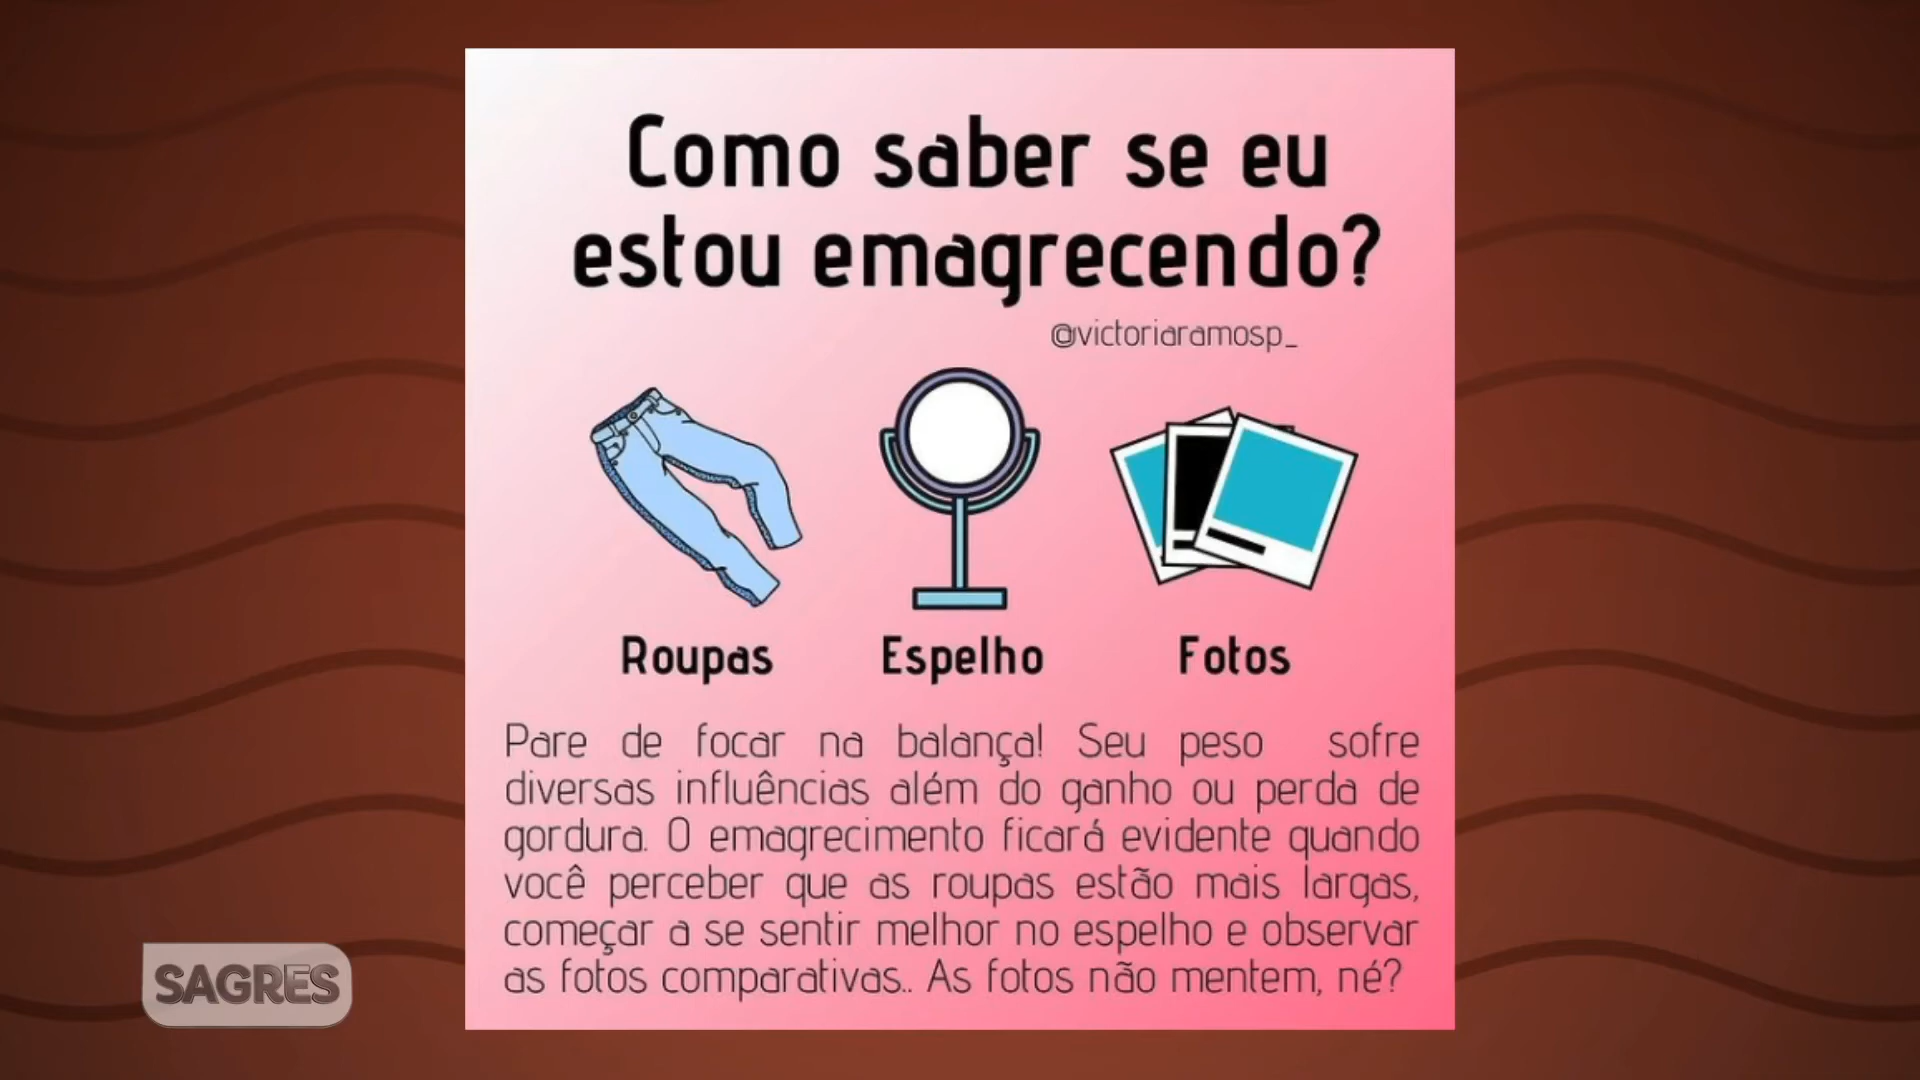 Como saber se eu
estou emagrecendo?
@victoriaramosp_
Roupas Espelho Fotos
Pare de focar na balança! Seu peso sofre
diversas influências além do ganho ou perda de
gordura. O emagrecimento ficará evidente quando
você perceber que as roupas estão mais largas,
começar a se sentir melhor no espelho e observar
as fotos comparativas.. As fotos não mentem, né?
SAGRES